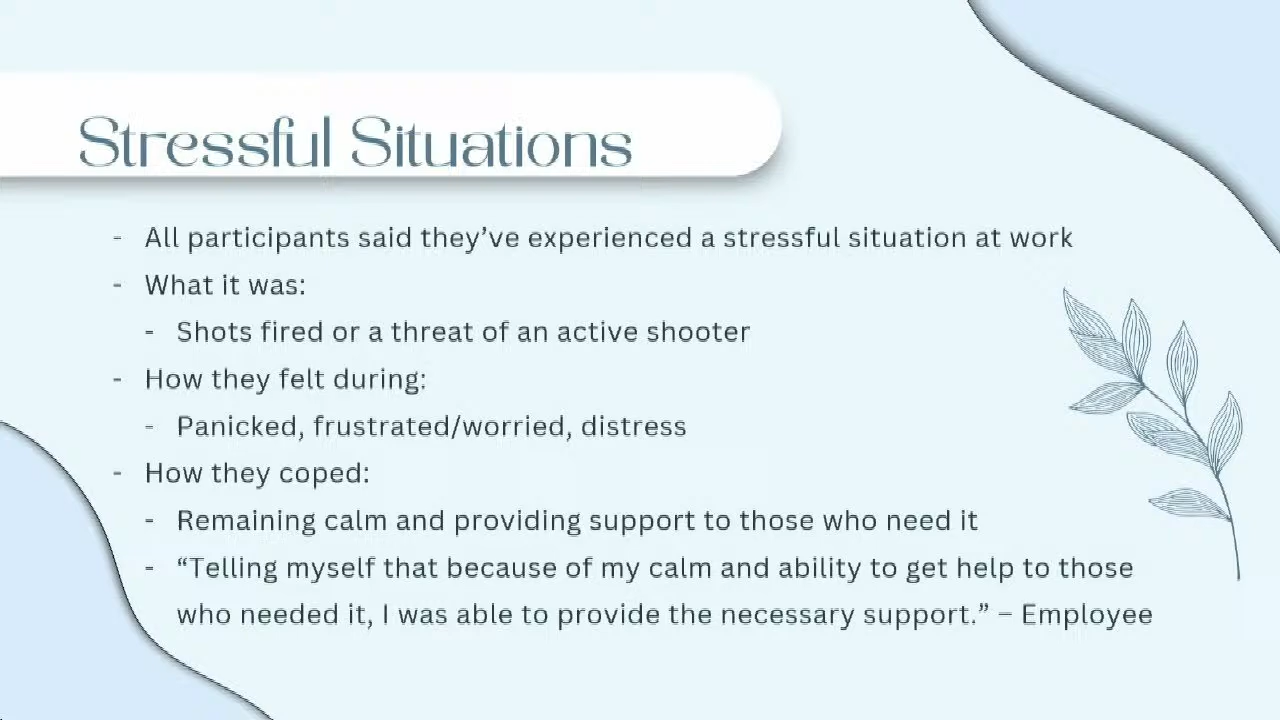 Stressful Situations
- All participants said they’ve experienced a stressful situation at work
- What it was:
- Shots fired or a threat of an active shooter
- How they felt during:
- Panicked, frustrated/worried, distress
- How they coped:
- Remaining calm and providing support to those who need it
- “Telling myself that because of my calm and ability to get help to those
who needed it, I was able to provide the necessary support.” – Employee